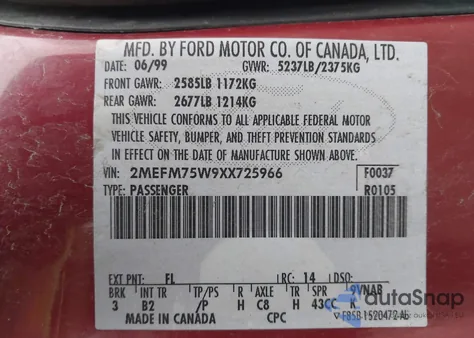 MFD. BY FORD MOTOR CO. OF CANADA, LTD.
DATE: 06/99 GVWR: 5237LB/2375KG
FRONT GAWR: 2585LB 1172KG
REAR GAWR: 2677LB 1214KG
THIS VEHICLE CONFORMS TO ALL APPLICABLE FEDERAL MOTOR
VEHICLE SAFETY, BUMPER, AND THEFT PREVENTION STANDARDS
IN EFFECT ON THE DATE OF MANUFACTURE SHOWN ABOVE.
VIN: 2MEFM75W9XX725966 F0037
TYPE: PASSENGER R0105
EXT PNT: FL RC: 14 DSO:
BRK INT TR TP/PS R AXLE TR SPR 9VNAB
3 B2 /P H C8 H 43CC K
MADE IN CANADA CPC
autoSnap